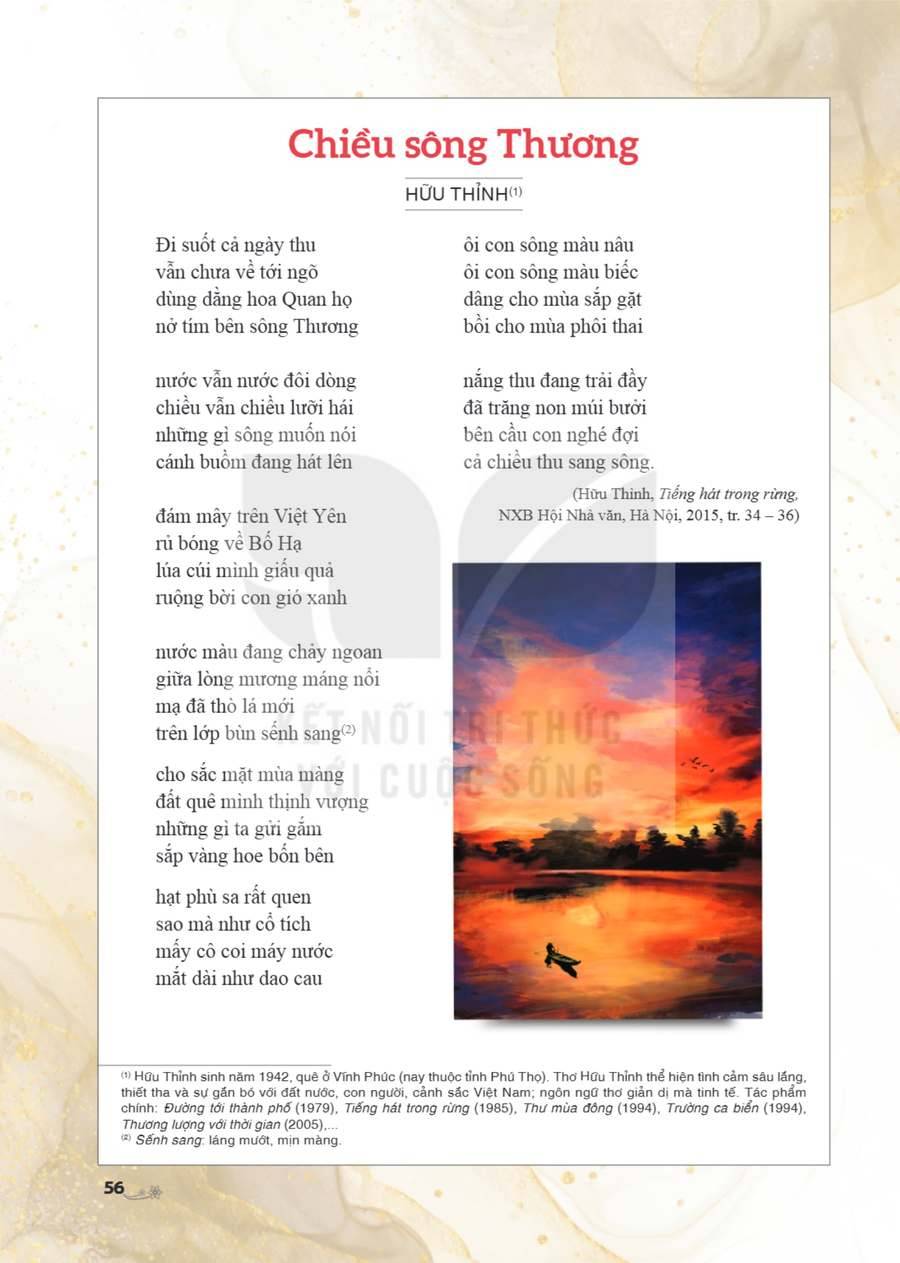 Chiều sông Thương
HỮU THỈNH(1)
Đi suốt cả ngày thu
vẫn chưa về tới ngõ
dùng dằng hoa Quan họ
nở tím bên sông Thương
nước vẫn nước đôi dòng
chiều vẫn chiều lưỡi hái
những gì sông muốn nói
cánh buồm đang hát lên
đám mây trên Việt Yên
rủ bóng về Bố Hạ
lúa cúi mình giấu quả
ruộng bời con gió xanh
nước màu đang chảy ngoan
giữa lòng mương máng nổi
mạ đã thò lá mới
trên lớp bùn sếnh sang(2)
cho sắc mặt mùa màng
đất quê mình thịnh vượng
những gì ta gửi gắm
sắp vàng hoe bốn bên
hạt phù sa rất quen
sao mà như cổ tích
mấy cô coi máy nước
mắt dài như dao cau
ôi con sông màu nâu
ôi con sông màu biếc
dâng cho mùa sắp gặt
bồi cho mùa phôi thai
nắng thu đang trải đầy
đã trăng non múi bưởi
bên cầu con nghé đợi
cả chiều thu sang sông.
(Hữu Thỉnh, Tiếng hát trong rừng,
NXB Hội Nhà văn, Hà Nội, 2015, tr. 34 – 36)
KẾT NỐI TRI THỨC
VỚI CUỘC SỐNG
(1) Hữu Thỉnh sinh năm 1942, quê ở Vĩnh Phúc (nay thuộc tỉnh Phú Thọ). Thơ Hữu Thỉnh thể hiện tình cảm sâu lắng,
thiết tha và sự gắn bó với đất nước, con người, cảnh sắc Việt Nam; ngôn ngữ thơ giản dị mà tinh tế. Tác phẩm
chính: Đường tới thành phố (1979), Tiếng hát trong rừng (1985), Thư mùa đông (1994), Trường ca biển (1994),
Thương lượng với thời gian (2005),...
(2) Sếnh sang: láng mướt, mịn màng.
56